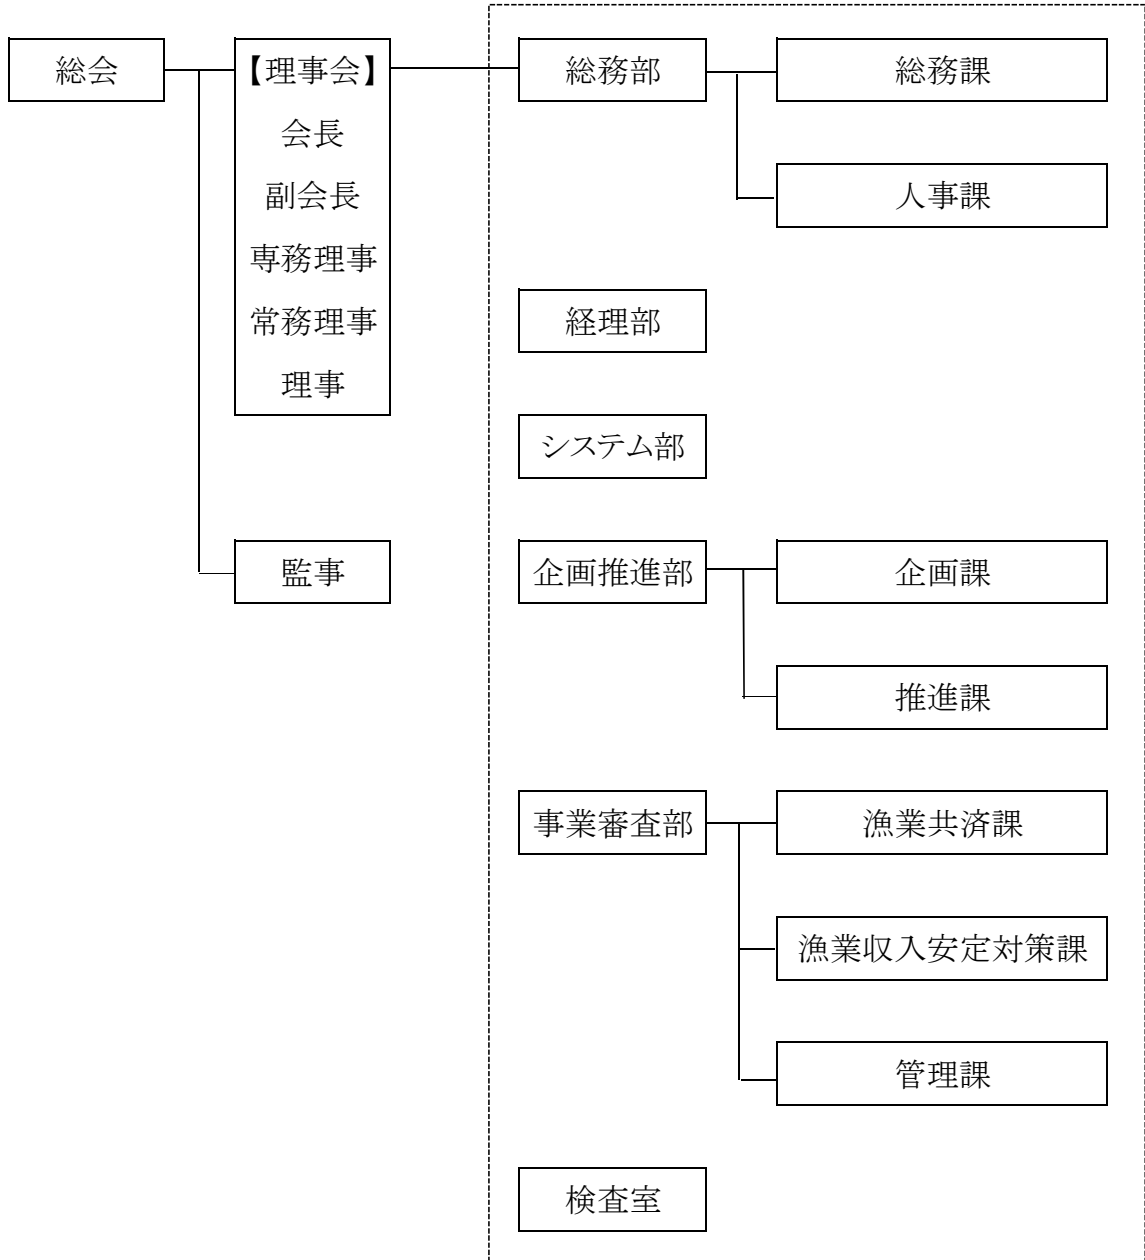 総会
【理事会】
会長
副会長
専務理事
常務理事
理事
監事
総務部
総務課
人事課
経理部
システム部
企画推進部
企画課
推進課
事業審査部
漁業共済課
漁業収入安定対策課
管理課
検査室